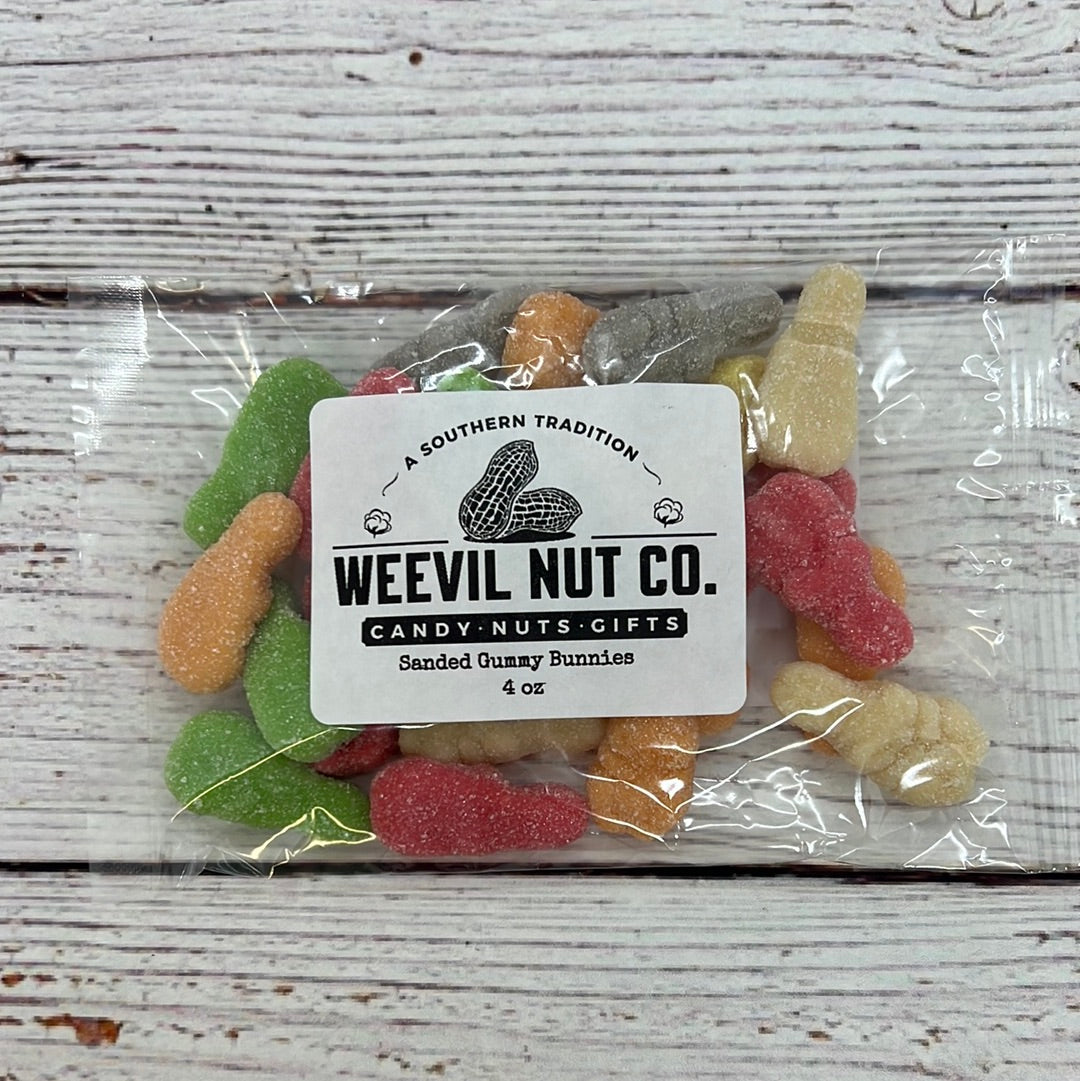 A SOUTHERN TRADITION
WEEVIL NUT CO.
CANDY·NUTS·GIFTS
Sanded Gummy Bunnies
4 oz